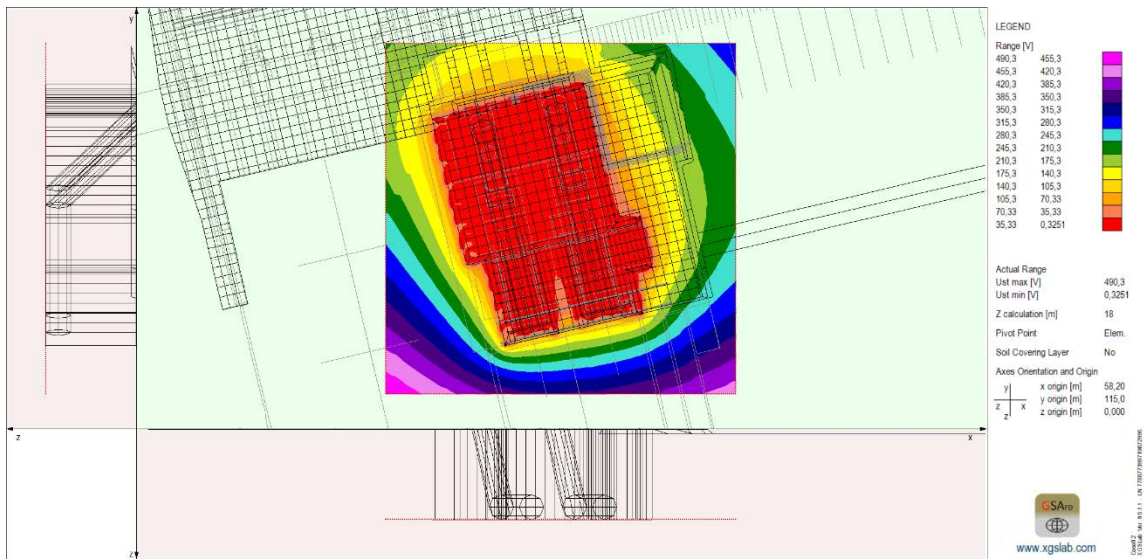 y
z
x
z
LEGEND
Range [V]
490,3 455,3
455,3 420,3
420,3 385,3
385,3 350,3
350,3 315,3
315,3 280,3
280,3 245,3
245,3 210,3
210,3 175,3
175,3 140,3
140,3 105,3
105,3 70,33
70,33 35,33
35,33 0,3251
Actual Range
Ust max [V] 490,3
Ust min [V] 0,3251
Z calculation [m] 18
Pivot Point Elem.
Soil Covering Layer No
Axes Orientation and Origin
y x origin [m] 58,20
z x y origin [m] 115,0
z z origin [m] 0,000
GSAFD
www.xgslab.com